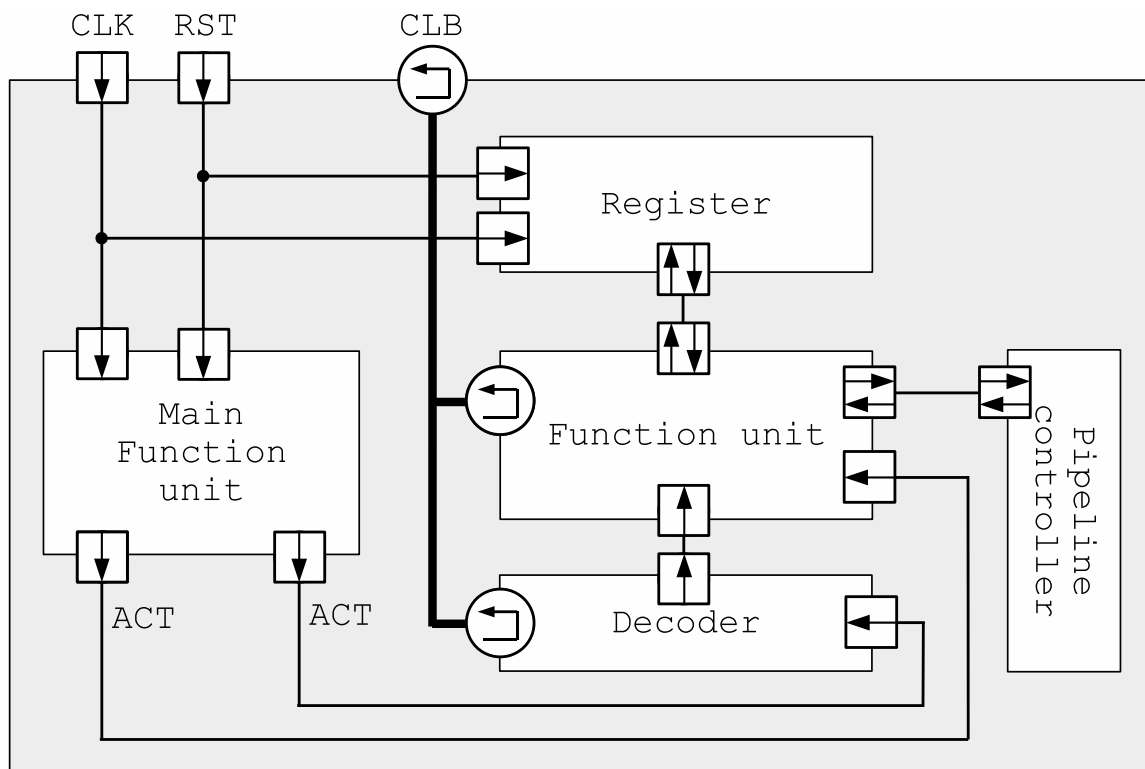 CLK
RST
CLB
Register
Main
Function
unit
Function unit
Pipeline
controller
ACT
ACT
Decoder